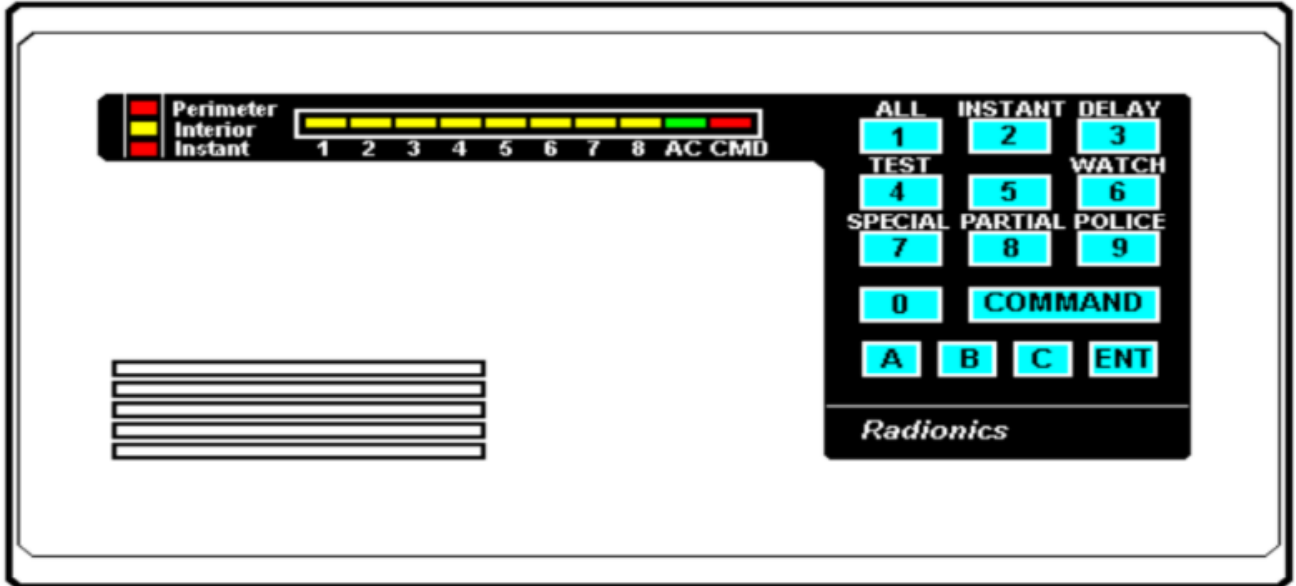 Perimeter
Interior
Instant
1 2 3 4 5 6 7 8 AC CMD
ALL INSTANT DELAY
1 2 3
TEST WATCH
4 5 6
SPECIAL PARTIAL POLICE
7 8 9
0 COMMAND
A B C ENT
Radionics